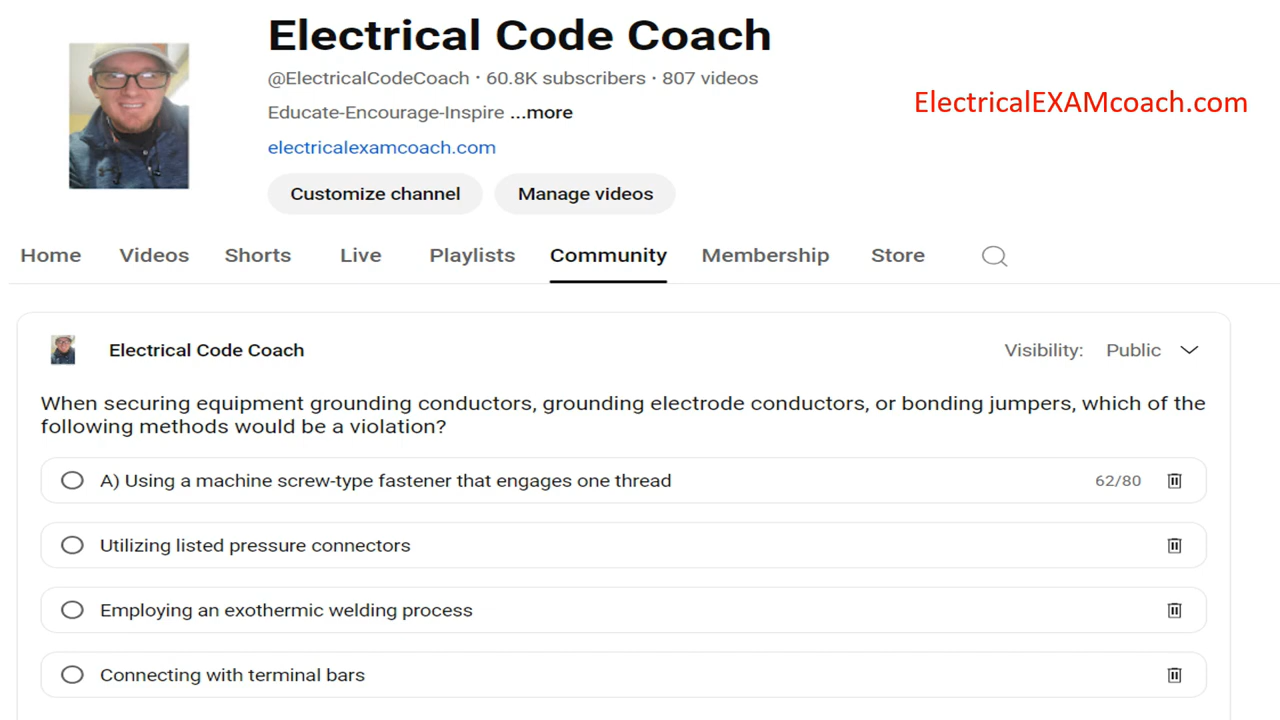 Electrical Code Coach
@ElectricalCodeCoach · 60.8K subscribers · 807 videos
ElectricalEXAMcoach.com
Educate-Encourage-Inspire ...more
electricalexamcoach.com
Customize channel
Manage videos
Home Videos Shorts Live Playlists Community Membership Store
Electrical Code Coach
Visibility: Public
When securing equipment grounding conductors, grounding electrode conductors, or bonding jumpers, which of the
following methods would be a violation?
A) Using a machine screw-type fastener that engages one thread
62/80
Utilizing listed pressure connectors
Employing an exothermic welding process
Connecting with terminal bars